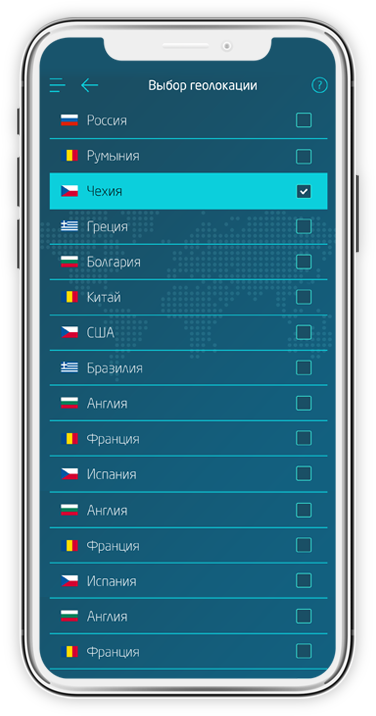 Выбор геолокации
?
Россия
Румыния
Чехия
Греция
Болгария
Китай
США
Бразилия
Англия
Франция
Испания
Англия
Франция
Испания
Англия
Франция